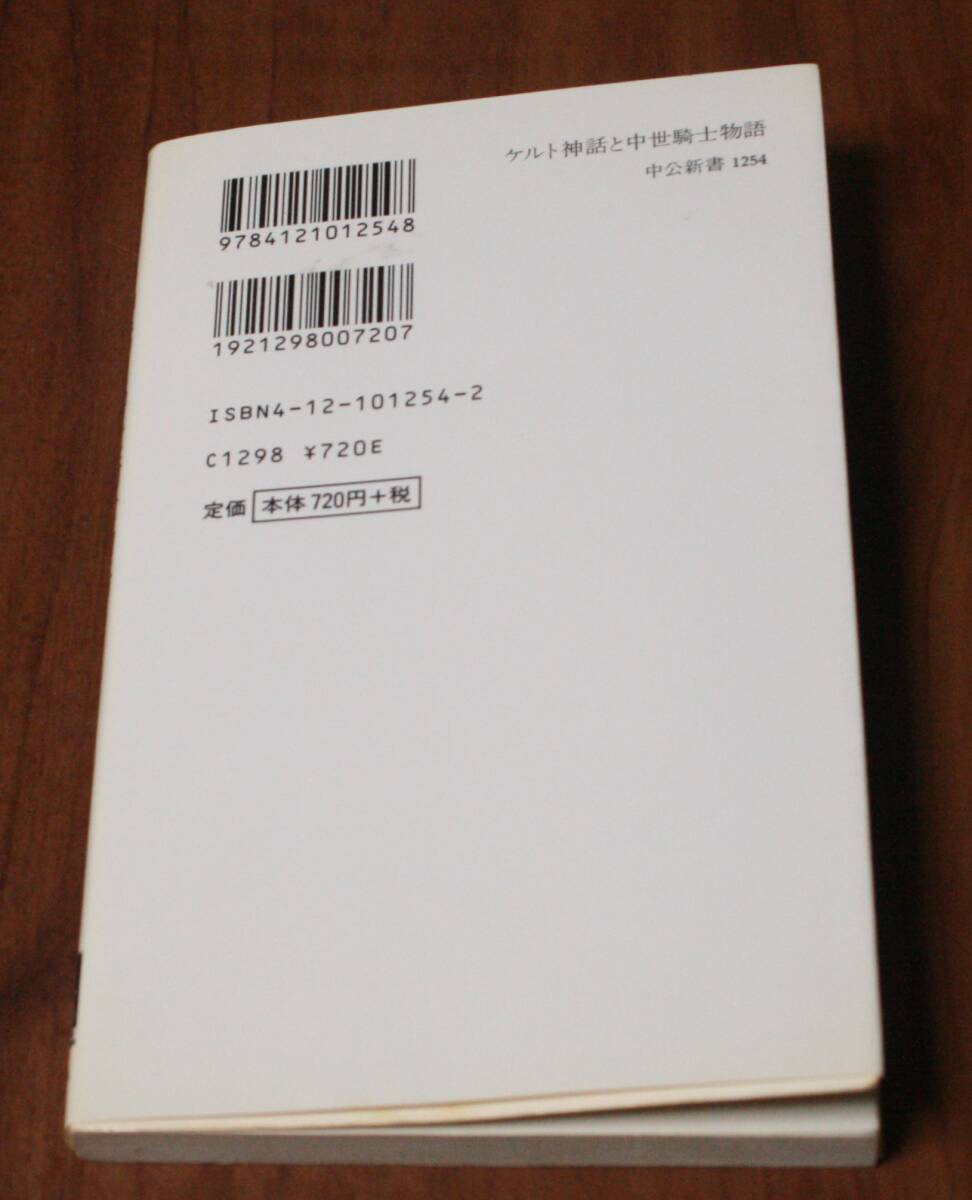 ケルト神話と中世騎士物語
中公新書 1254
9784121012548
1921298007207
ISBN4-12-101254-2
C1298 ¥720E
定価 本体720円+税